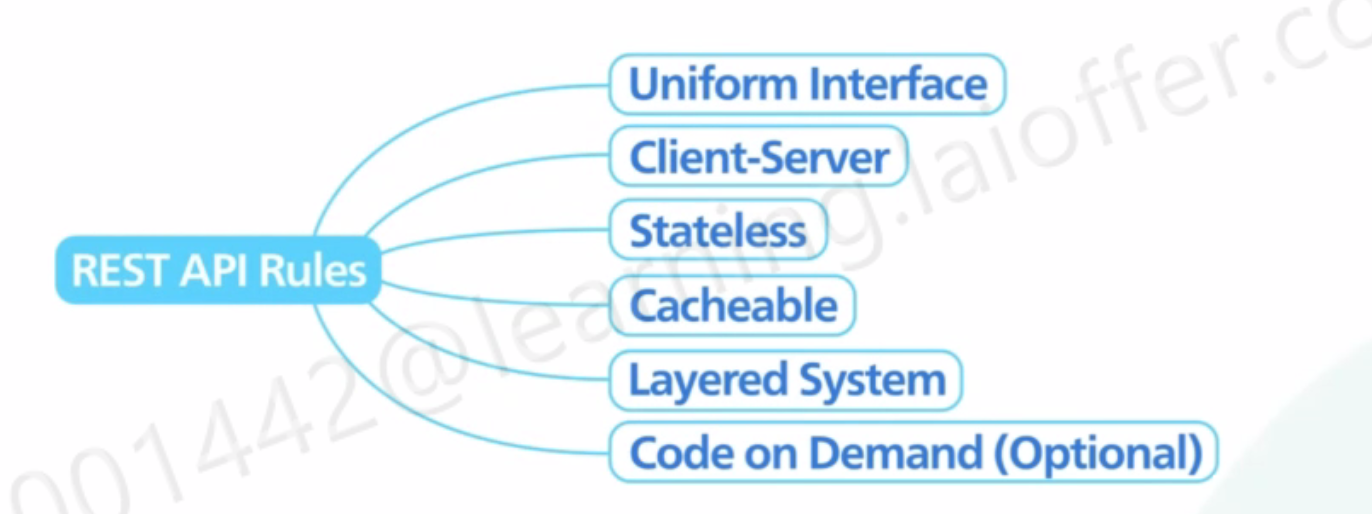 REST API Rules
Uniform Interface
Client-Server
Stateless
Cacheable
Layered System
Code on Demand (Optional)
001442@learning.laioffer.co